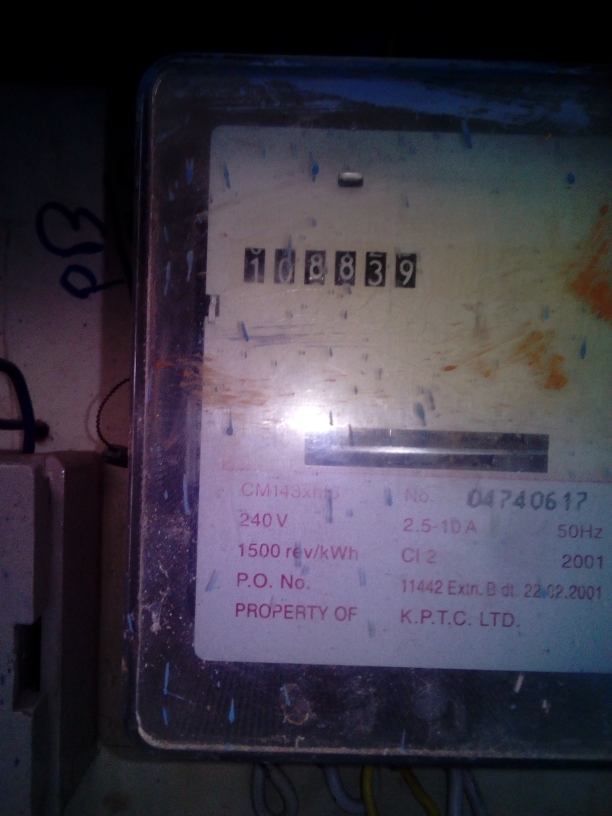 108839
No. 04740617
240 V 2.5-10 A 50Hz
1500 rev/kWh Cl 2 2001
P.O. No. 11442 Extn. B dt. 22.02.2001
PROPERTY OF K.P.T.C. LTD.